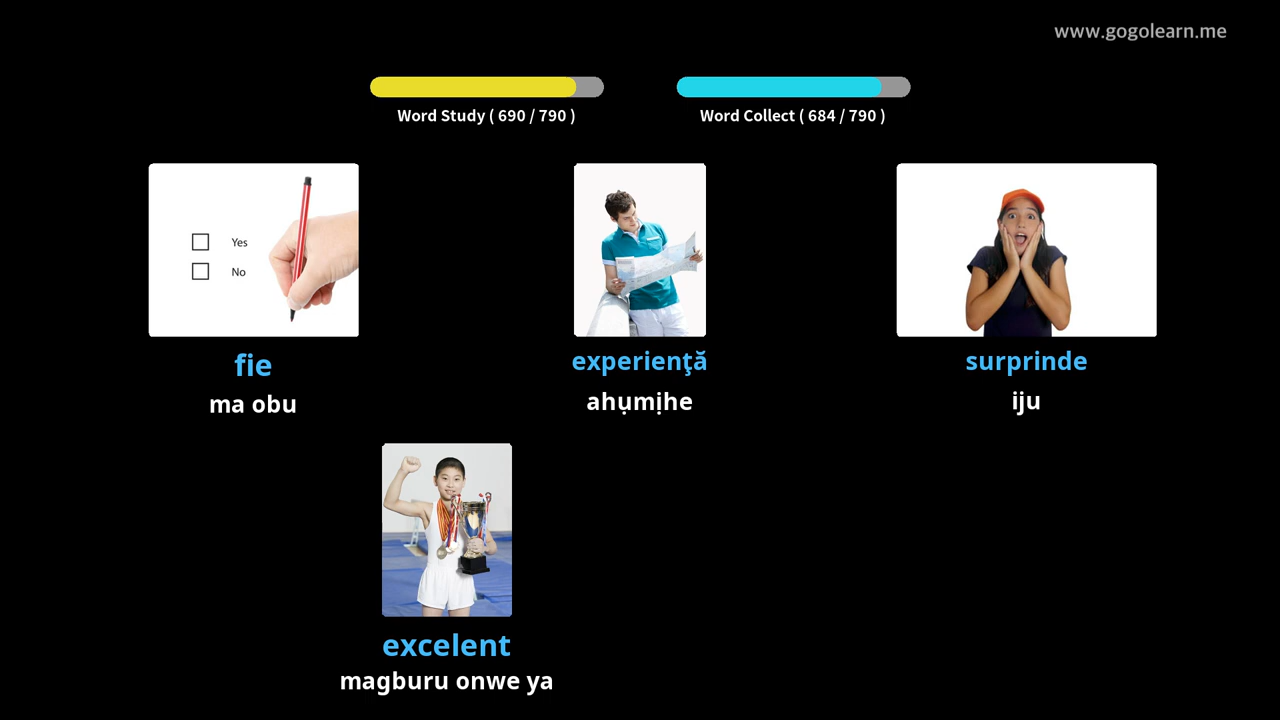 www.gogolearn.me
Word Study ( 690 / 790 )
Word Collect ( 684 / 790 )
Yes
No
fie
ma obu
experienţă
ahụmịhe
surprinde
iju
excelent
magburu onwe ya